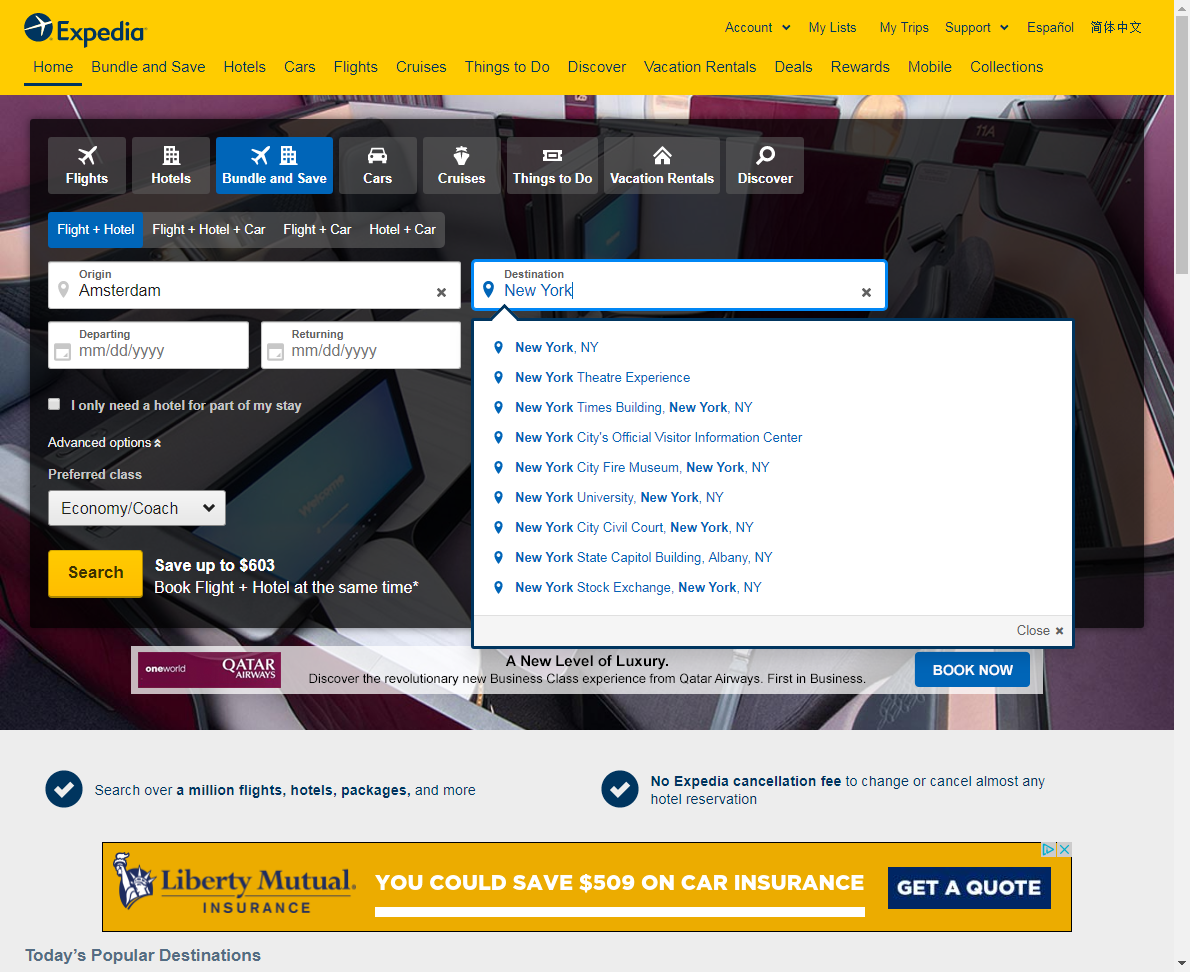 Expedia
Account
My Lists
My Trips
Support
Español
简体中文
Home
Bundle and Save
Hotels
Cars
Flights
Cruises
Things to Do
Discover
Vacation Rentals
Deals
Rewards
Mobile
Collections
11A
Flights
Hotels
Bundle and Save
Cars
Cruises
Things to Do
Vacation Rentals
Discover
Flight + Hotel
Flight + Hotel + Car
Flight + Car
Hotel + Car
Origin
Amsterdam
Destination
New York
Departing
mm/dd/yyyy
Returning
mm/dd/yyyy
New York, NY
New York Theatre Experience
New York Times Building, New York, NY
New York City's Official Visitor Information Center
New York City Fire Museum, New York, NY
New York University, New York, NY
New York City Civil Court, New York, NY
New York State Capitol Building, Albany, NY
New York Stock Exchange, New York, NY
Close
I only need a hotel for part of my stay
Advanced options
Preferred class
Economy/Coach
Welcome
Search
Save up to $603
Book Flight + Hotel at the same time*
oneworld
QATAR
AIRWAYS
A New Level of Luxury.
Discover the revolutionary new Business Class experience from Qatar Airways. First in Business.
BOOK NOW
Search over a million flights, hotels, packages, and more
No Expedia cancellation fee to change or cancel almost any
hotel reservation
Liberty Mutual.
INSURANCE
YOU COULD SAVE $509 ON CAR INSURANCE
GET A QUOTE
Today's Popular Destinations